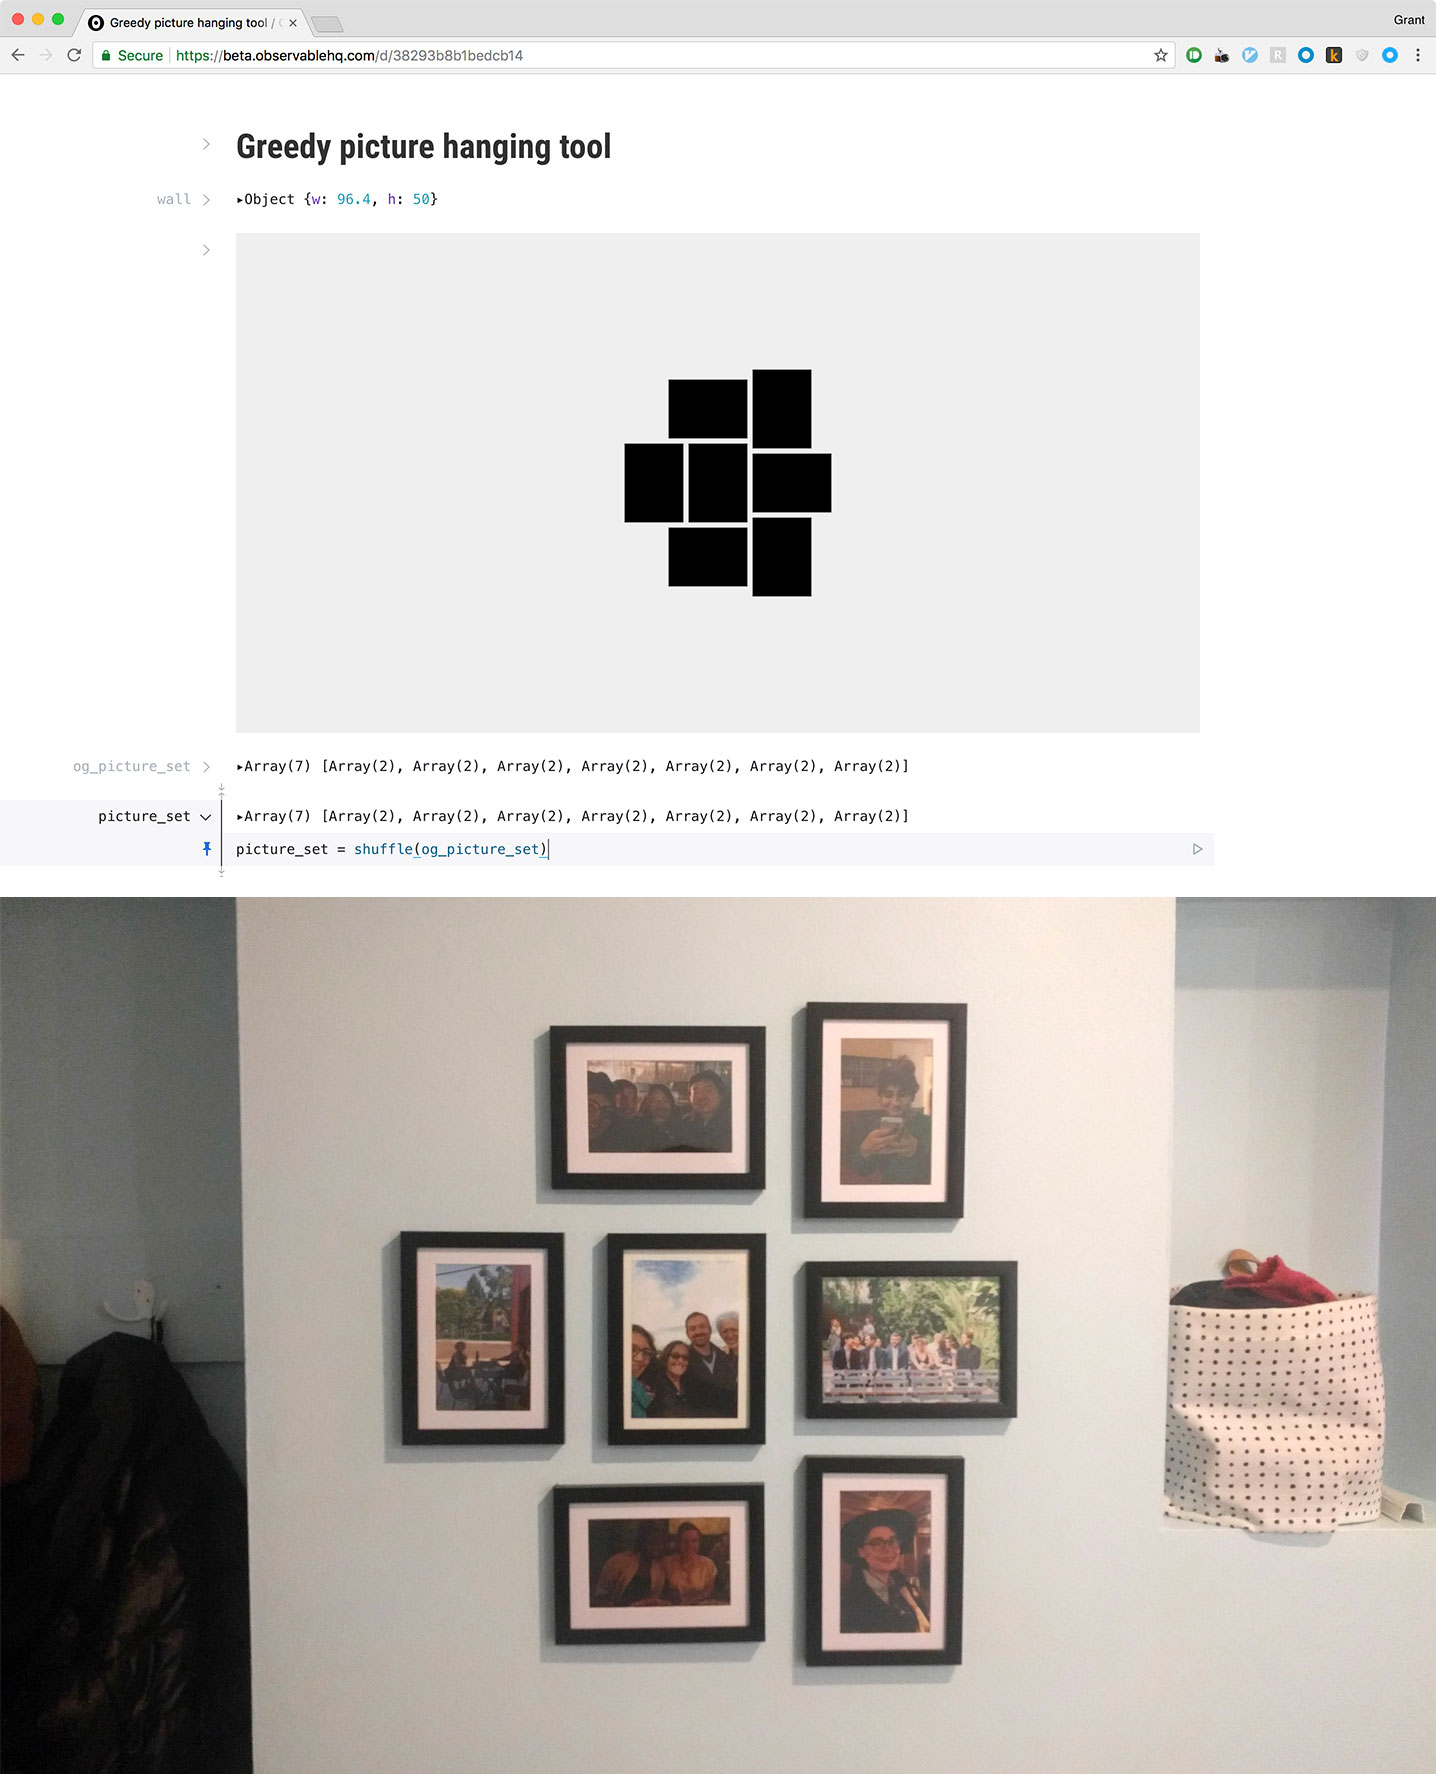 Greedy picture hanging tool /
Grant
Secure https://beta.observablehq.com/d/38293b8b1bedcb14
Greedy picture hanging tool
wall ▸Object {w: 96.4, h: 50}
og_picture_set ▸Array(7) [Array(2), Array(2), Array(2), Array(2), Array(2), Array(2), Array(2)]
picture_set ▸Array(7) [Array(2), Array(2), Array(2), Array(2), Array(2), Array(2), Array(2)]
picture_set = shuffle(og_picture_set)